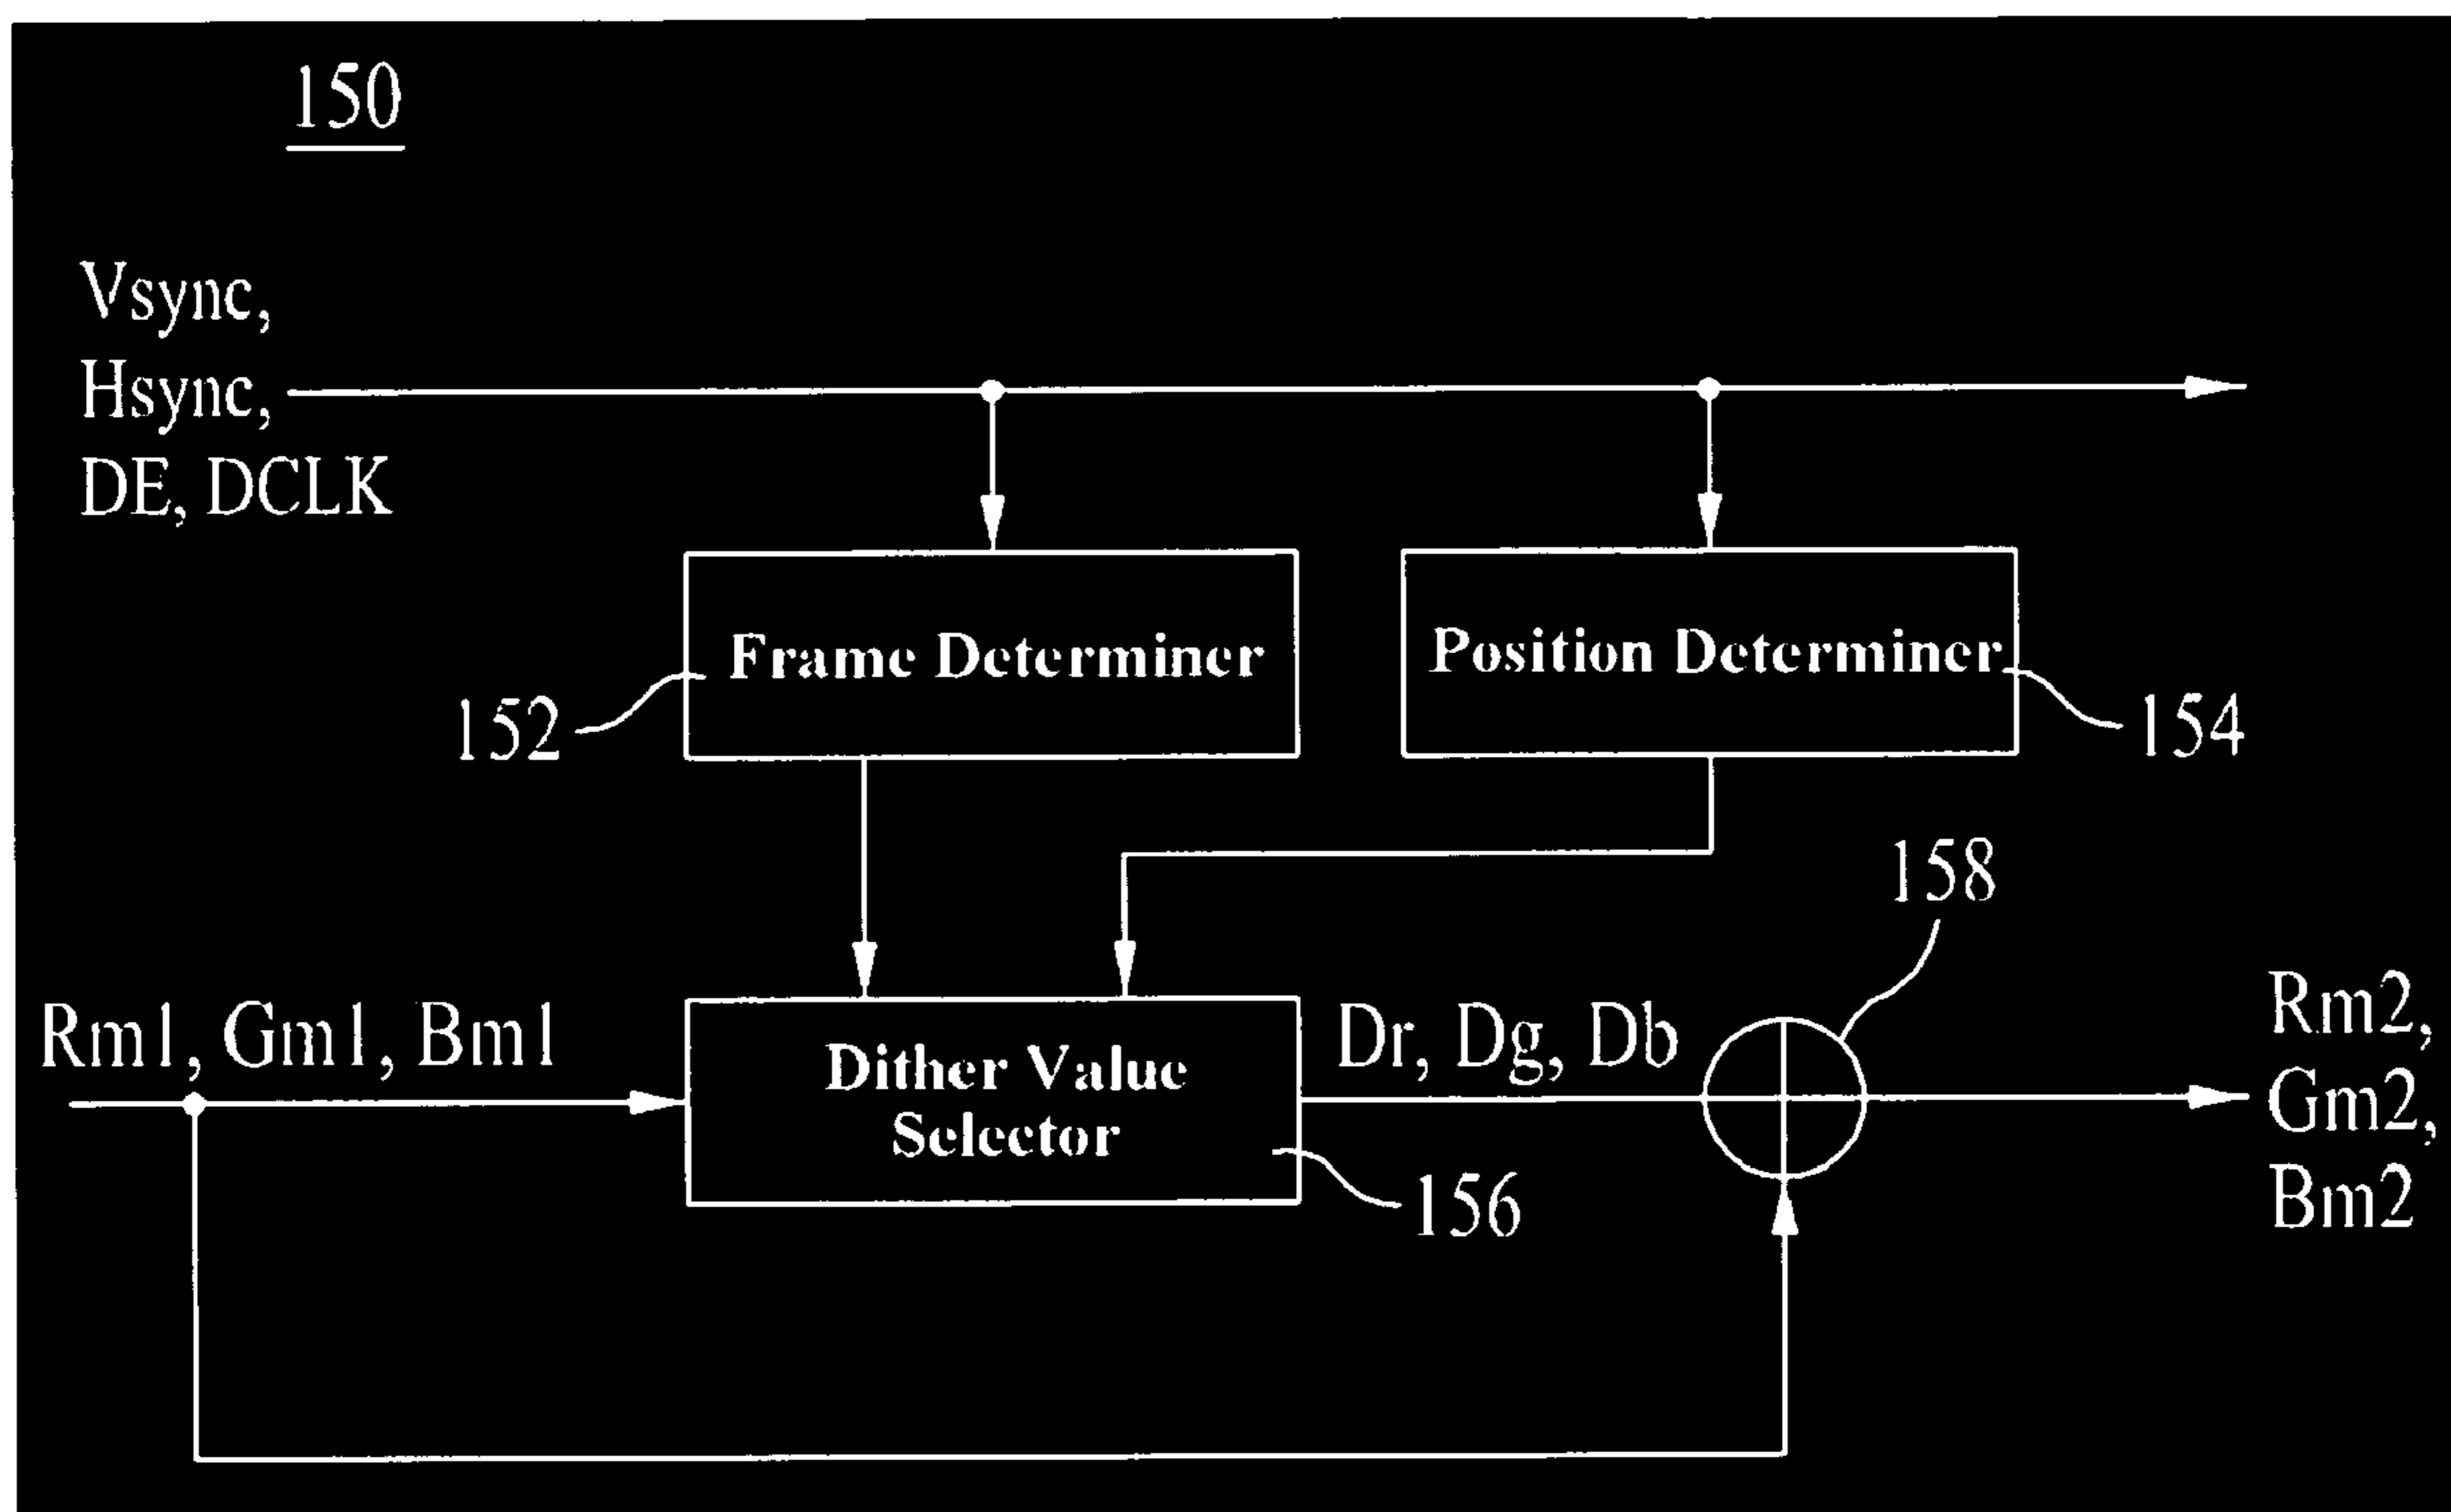 150
Vsync,
Hsync,
DE, DCLK
Frame Determiner
Position Determiner
152
154
158
Rm1, Gm1, Bm1
Dither Value
Selector
Dr, Dg, Db
156
Rm2,
Gm2,
Bm2